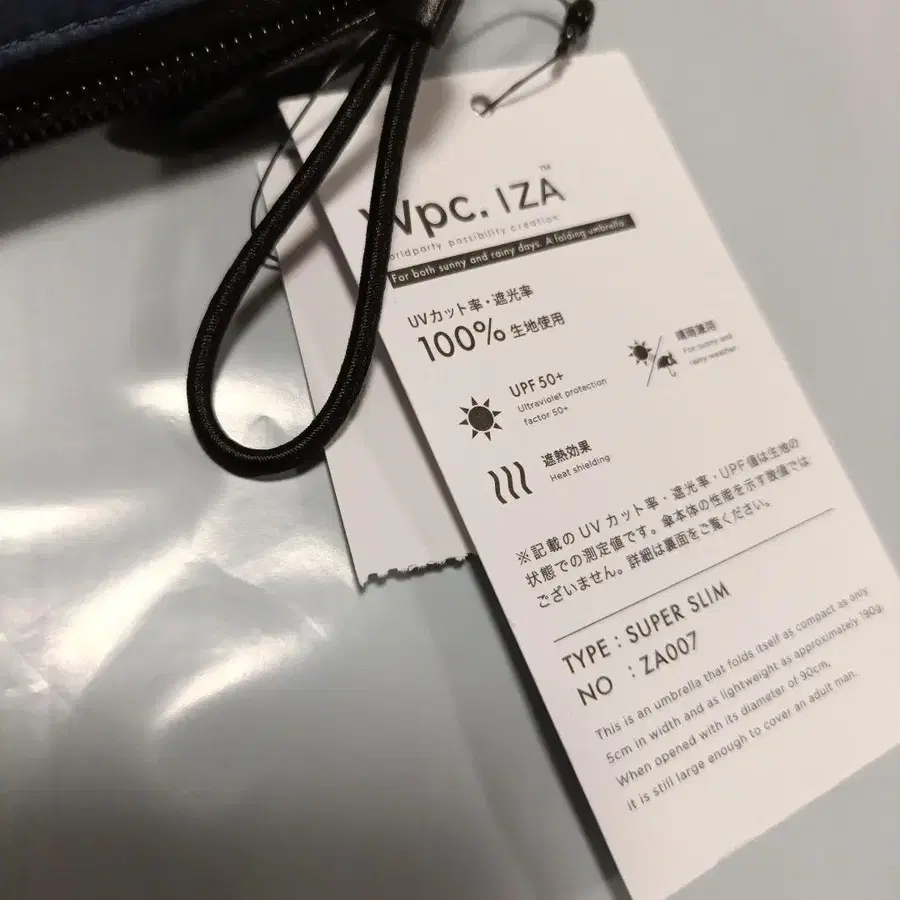 Wpc. IZA™
orldparty possibility creation
For both sunny and rainy days. A folding umbrella.
UVカット率・遮光率
100% 生地使用
晴雨兼用
For sunny and
rainy weather.
UPF 50+
Ultraviolet protection
factor 50+
遮熱効果
Heat shielding
※記載のUVカット率・遮光率・UPF値は生地の
状態での測定値です。傘本体の性能を示す数値では
ございません。詳細は裏面をご覧ください。
TYPE : SUPER SLIM
NO : ZA007
This is an umbrella that folds itself as compact as only
5cm in width and as lightweight as approximately 190g.
When opened with its diameter of 90cm,
it is still large enough to cover an adult man.